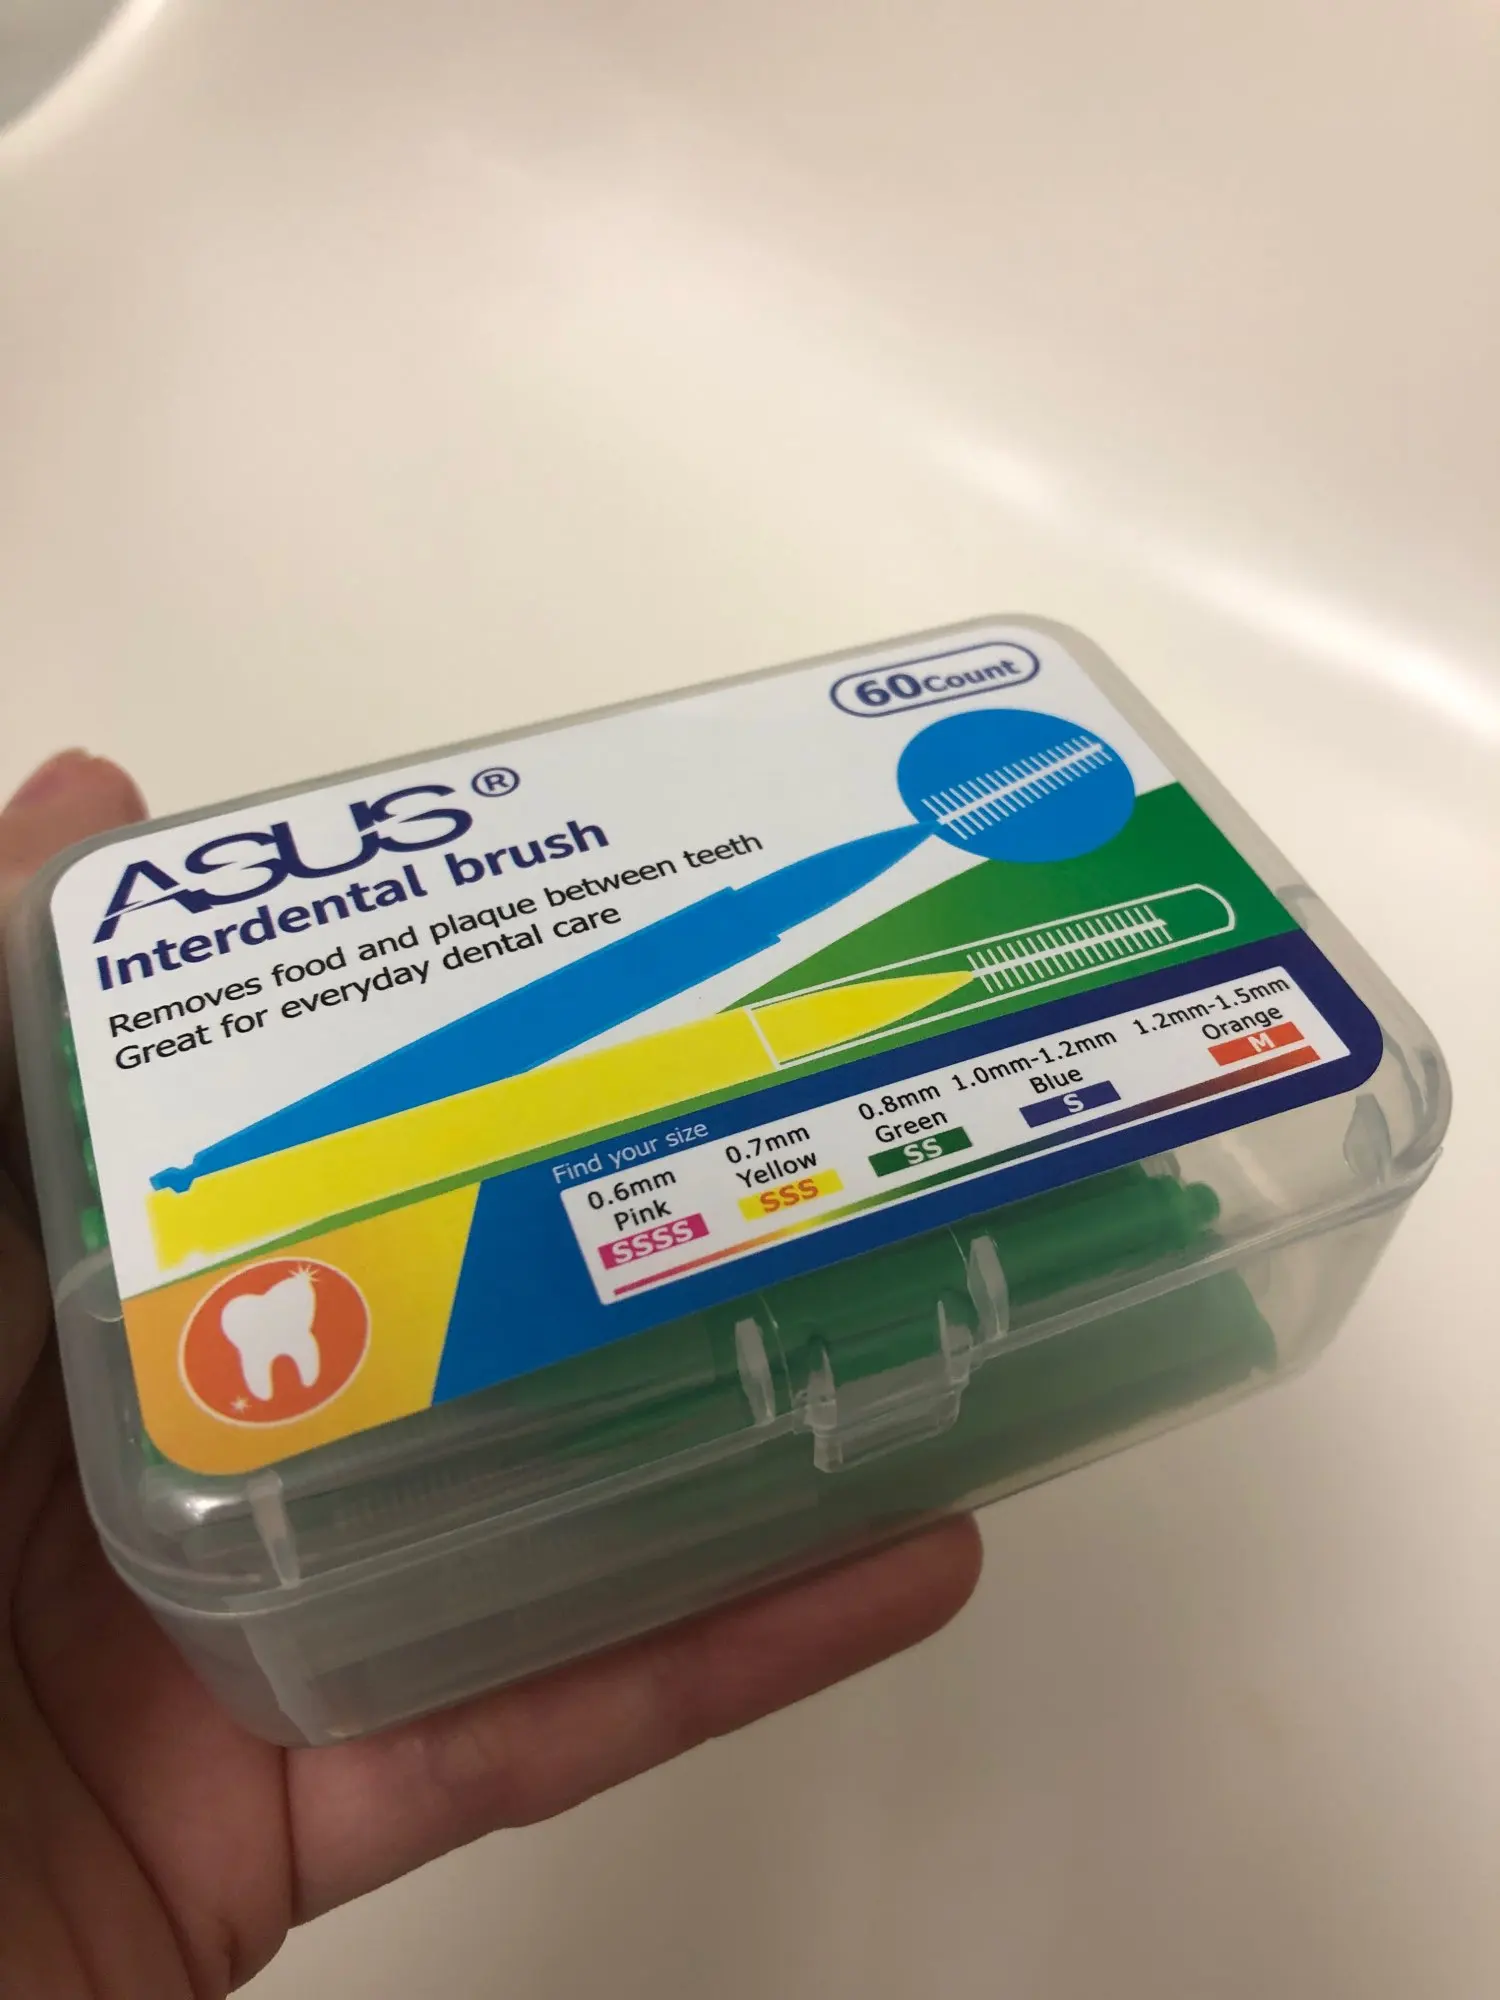 60Count
ASUS®
Interdental brush
Removes food and plaque between teeth
Great for everyday dental care
Find your size
0.6mm
Pink
SSSS
0.7mm
Yellow
SSS
0.8mm
Green
SS
1.0mm-1.2mm
Blue
S
1.2mm-1.5mm
Orange
M